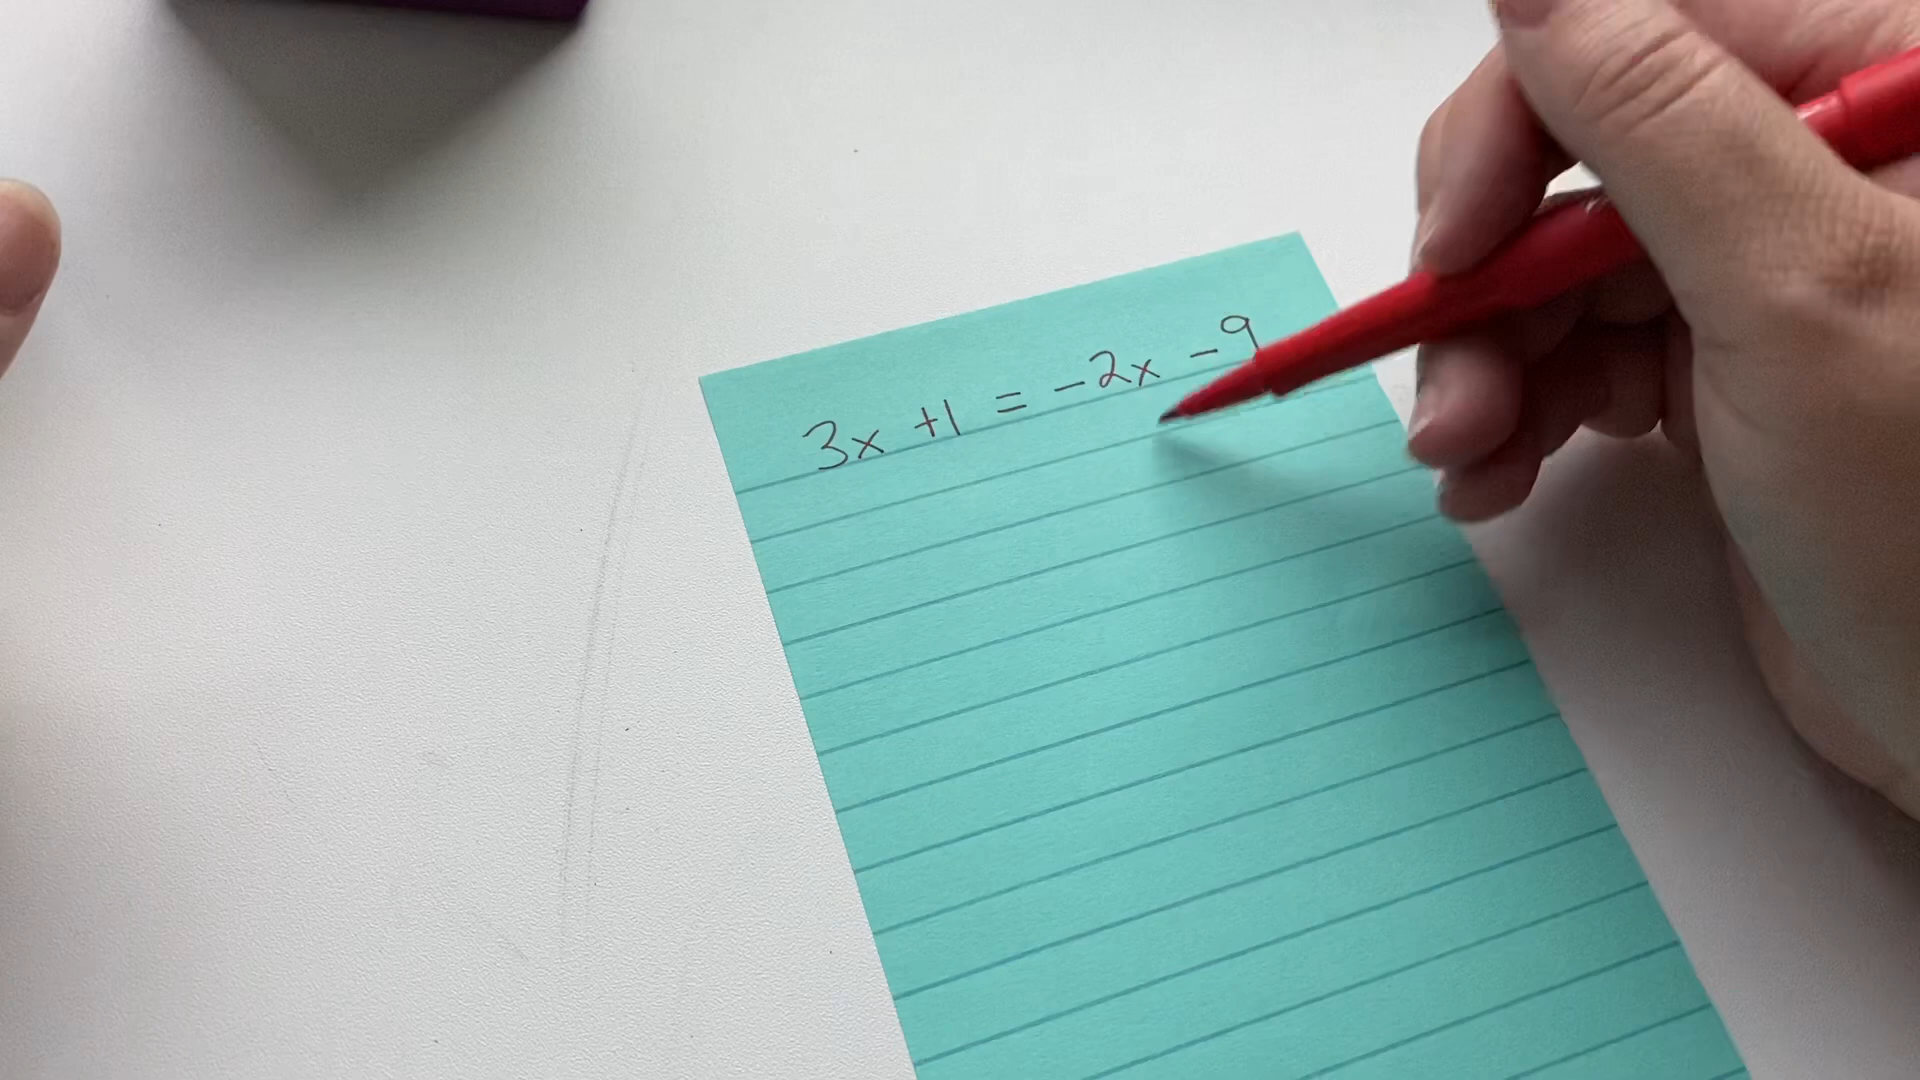 3x +1 = -2x - 9